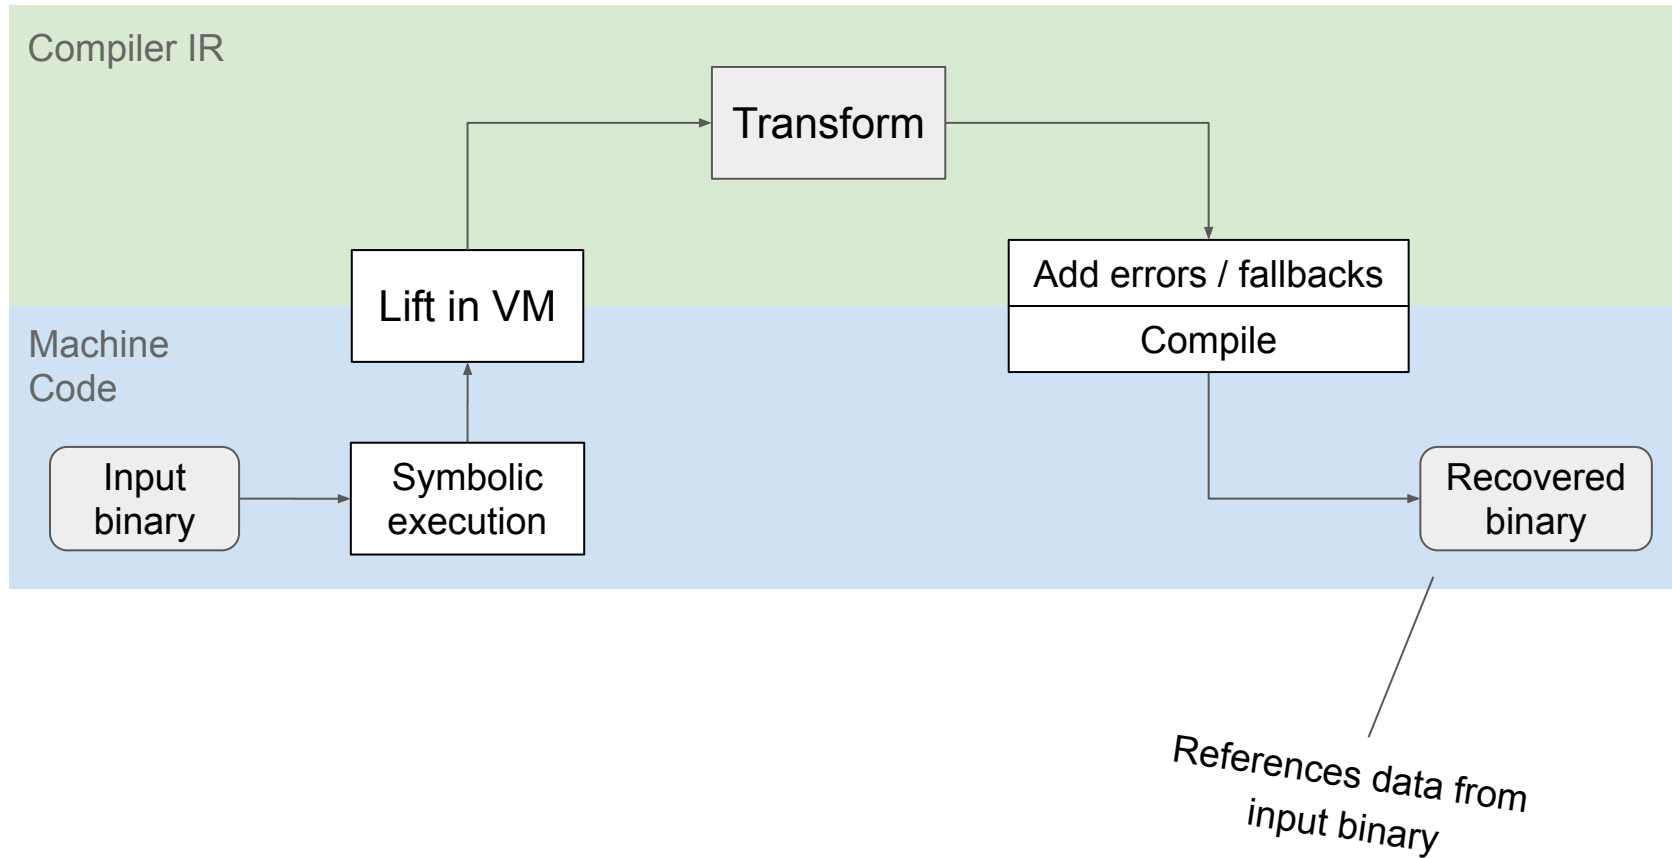 Compiler IR
Transform
Add errors / fallbacks
Lift in VM
Compile
Machine
Code
Input
binary
Symbolic
execution
Recovered
binary
References data from
input binary